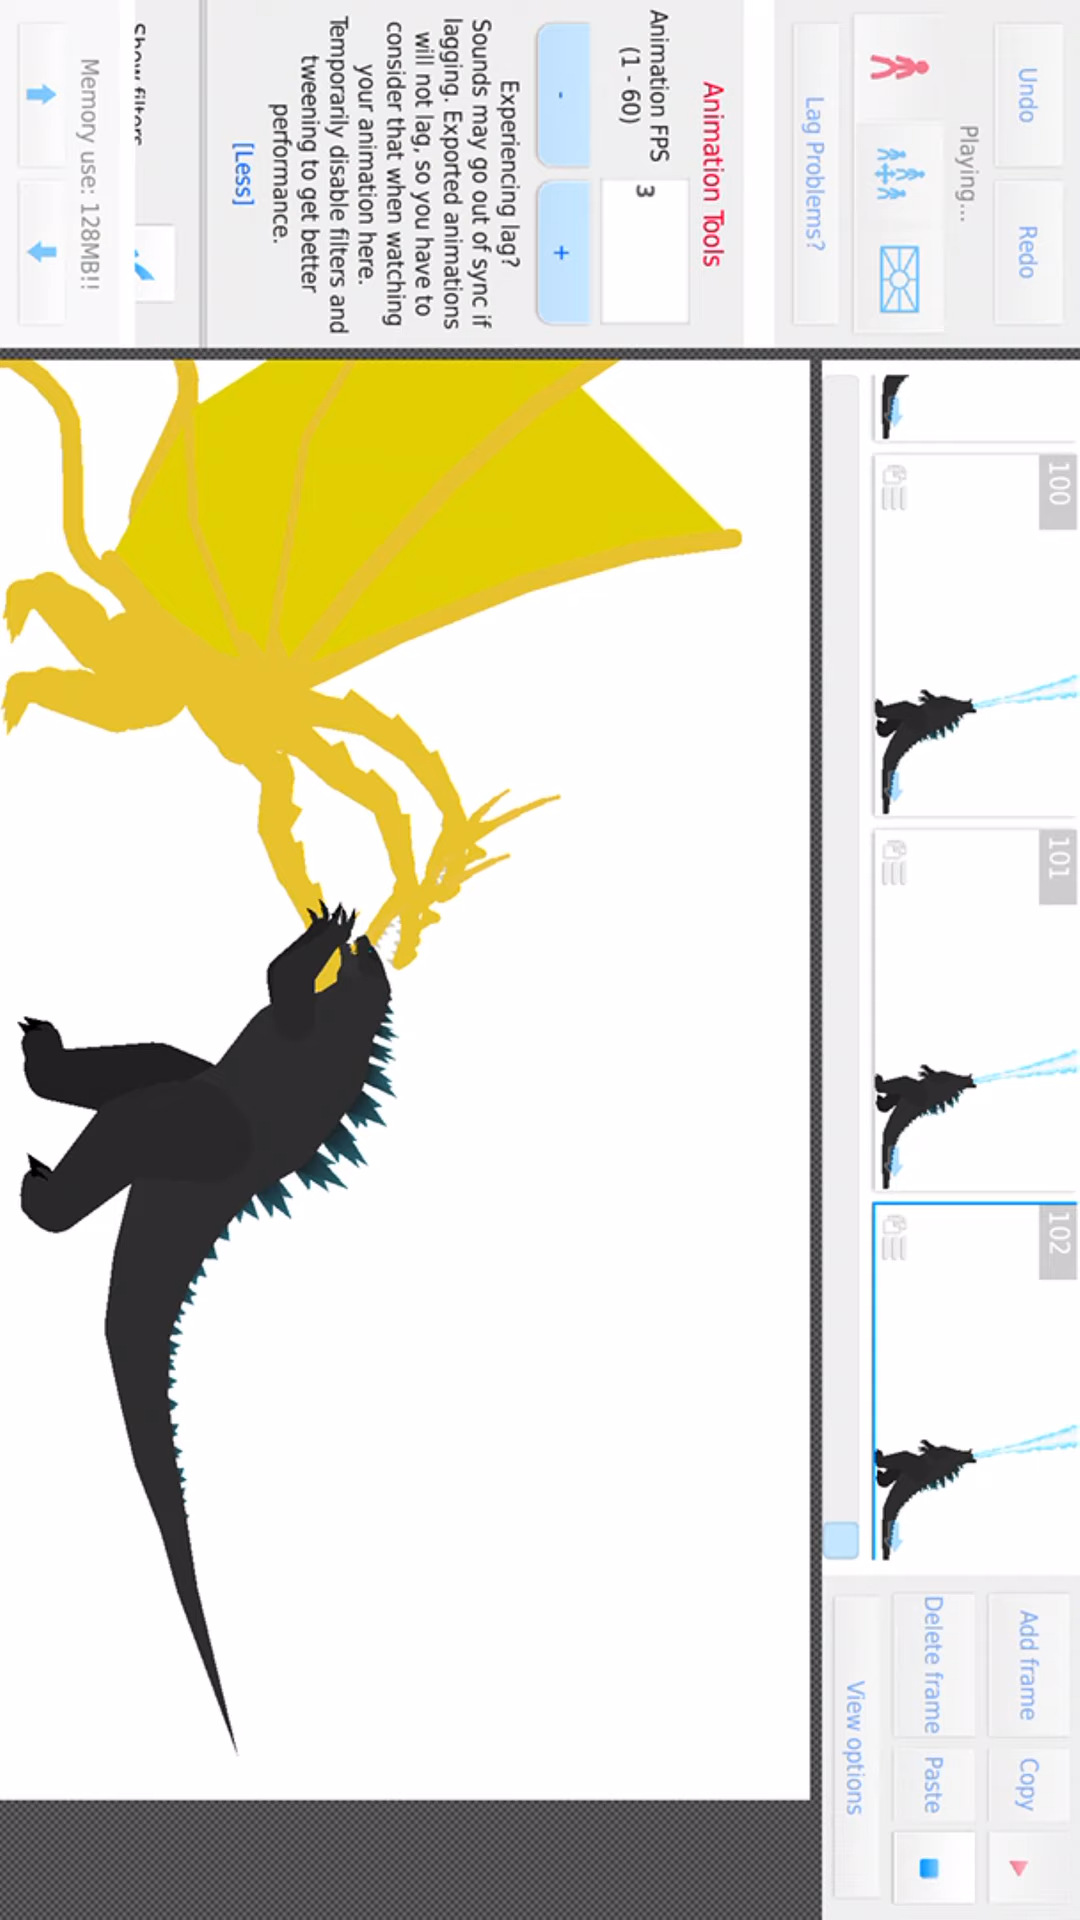 Undo
Redo
Playing...
Lag Problems?
Animation Tools
Animation FPS
(1 - 60)
3
-
+
Experiencing lag?
Sounds may go out of sync if
lagging. Exported animations
will not lag, so you have to
consider that when watching
your animation here.
Temporarily disable filters and
tweening to get better
performance.
[Less]
Show filters
Memory use: 128MB!!
100
101
102
Add frame
Copy
Delete frame
Paste
View options